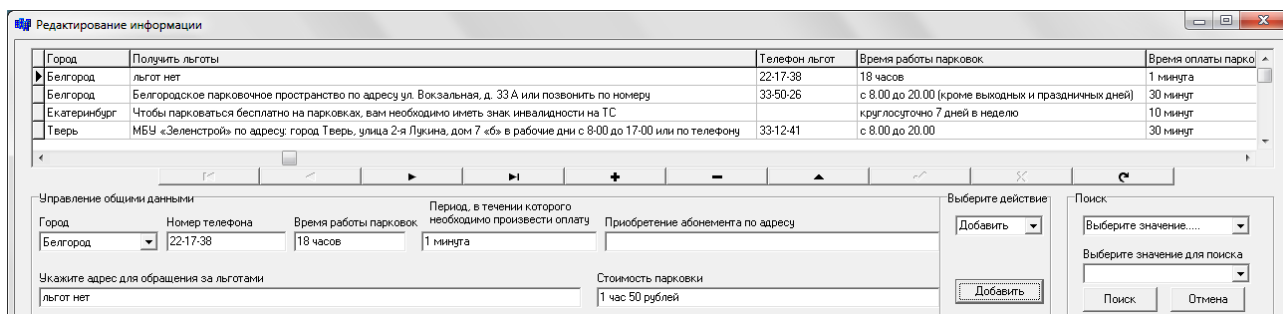 Редактирование информации
Город Получить льготы Телефон льгот Время работы парковок Время оплаты парко
Белгород льгот нет 22-17-38 18 часов 1 минута
Белгород Белгородское парковочное пространство по адресу ул. Вокзальная, д. 33 А или позвонить по номеру 33-50-26 с 8.00 до 20.00 (кроме выходных и праздничных дней) 30 минут
Екатеринбург Чтобы парковаться бесплатно на парковках, вам необходимо иметь знак инвалидности на ТС круглосуточно 7 дней в неделю 10 минут
Тверь МБУ «Зеленстрой» по адресу: город Тверь, улица 2-я Лукина, дом 7 «б» в рабочие дни с 8-00 до 17-00 или по телефону 33-12-41 с 8.00 до 20.00 30 минут
Управление общими данными Выберите действие Поиск
Город Номер телефона Время работы парковок Период, в течении которого
необходимо произвести оплату Приобретение абонемента по адресу
Белгород 22-17-38 18 часов 1 минута Добавить Выберите значение.....
Выберите значение для поиска
Укажите адрес для обращения за льготами Стоимость парковки
льгот нет 1 час 50 рублей Добавить Поиск Отмена